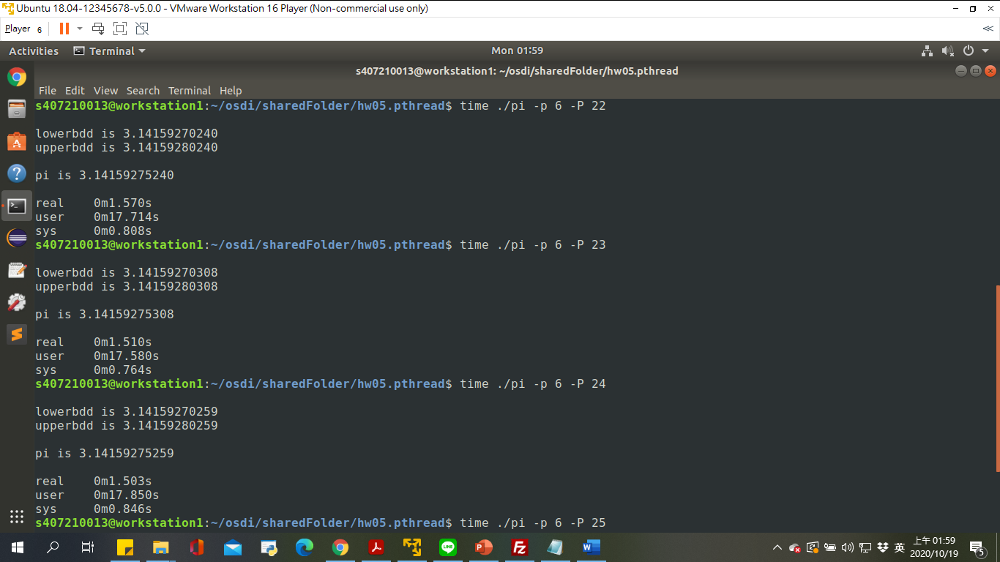 Ubuntu 18.04-12345678-v5.0.0 - VMware Workstation 16 Player (Non-commercial use only)
Player 6
Activities Terminal Mon 01:59
s407210013@workstation1: ~/osdi/sharedFolder/hw05.pthread
File Edit View Search Terminal Help
s407210013@workstation1:~/osdi/sharedFolder/hw05.pthread$ time ./pi -p 6 -P 22
lowerbdd is 3.14159270240
upperbdd is 3.14159280240
pi is 3.14159275240
real 0m1.570s
user 0m17.714s
sys 0m0.808s
s407210013@workstation1:~/osdi/sharedFolder/hw05.pthread$ time ./pi -p 6 -P 23
lowerbdd is 3.14159270308
upperbdd is 3.14159280308
pi is 3.14159275308
real 0m1.510s
user 0m17.580s
sys 0m0.764s
s407210013@workstation1:~/osdi/sharedFolder/hw05.pthread$ time ./pi -p 6 -P 24
lowerbdd is 3.14159270259
upperbdd is 3.14159280259
pi is 3.14159275259
real 0m1.503s
user 0m17.850s
sys 0m0.846s
s407210013@workstation1:~/osdi/sharedFolder/hw05.pthread$ time ./pi -p 6 -P 25
英 上午 01:59
2020/10/19 5